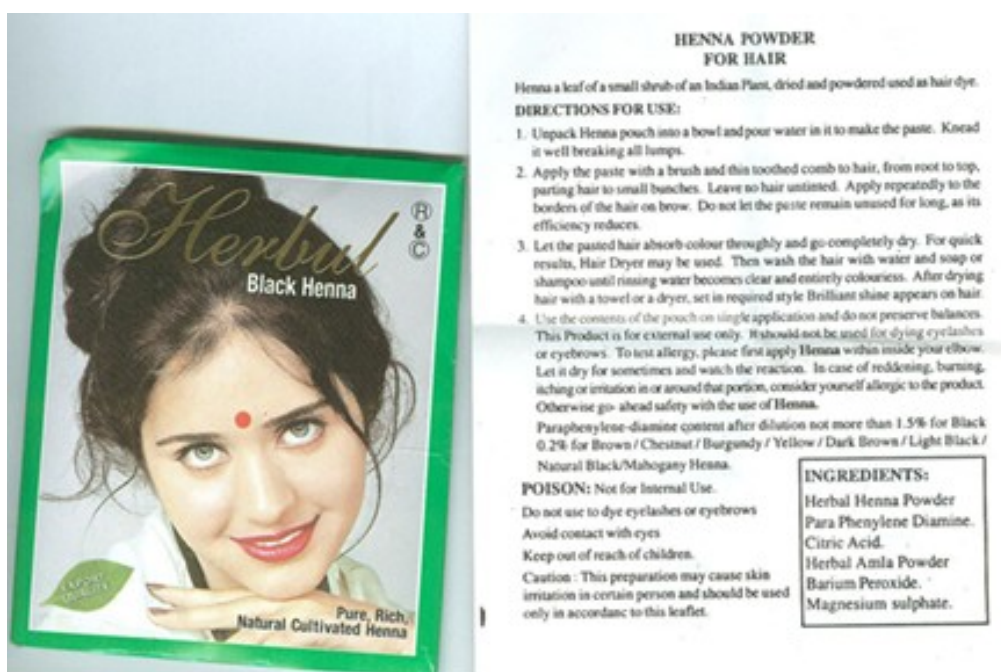 Herbul
R
&
C
Black Henna
EXPORT
QUALITY
Pure, Rich,
Natural Cultivated Henna
HENNA POWDER
FOR HAIR
Henna a leaf of a small shrub of an Indian Plant, dried and powdered used as hair dye.
DIRECTIONS FOR USE:
1. Unpack Henna pouch into a bowl and pour water in it to make the paste. Knead
it well breaking all lumps.
2. Apply the paste with a brush and thin toothed comb to hair, from root to top,
parting hair to small bunches. Leave no hair untinted. Apply repeatedly to the
borders of the hair on brow. Do not let the paste remain unused for long, as its
efficiency reduces.
3. Let the pasted hair absorb colour throughly and go completely dry. For quick
results, Hair Dryer may be used. Then wash the hair with water and soap or
shampoo until rinsing water becomes clear and entirely colouriess. After drying
hair with a towel or a dryer, set in required style Brilliant shine appears on hair.
4. Use the contents of the pouch on single application and do not preserve balances.
This Product is for external use only. It should not be used for dying eyelashes
or eyebrows. To test allergy, please first apply Henna within inside your elbow.
Let it dry for sometimes and watch the reaction. In case of reddening, burning,
itching or irritation in or around that portion, consider yourself allergic to the product.
Otherwise go- ahead safety with the use of Henna.
Paraphenylene-diamine content after dilution not more than 1.5% for Black
0.2% for Brown / Chestnut / Burgundy / Yellow / Dark Brown / Light Black /
Natural Black/Mahogany Henna.
POISON: Not for Internal Use.
Do not use to dye eyelashes or eyebrows
Avoid contact with eyes
Keep out of reach of children.
Caution : This preparation may cause skin
irritation in certain person and should be used
only in accordanc to this leaflet.
INGREDIENTS:
Herbal Henna Powder
Para Phenylene Diamine.
Citric Acid.
Herbal Amla Powder
Barium Peroxide.
Magnesium sulphate.